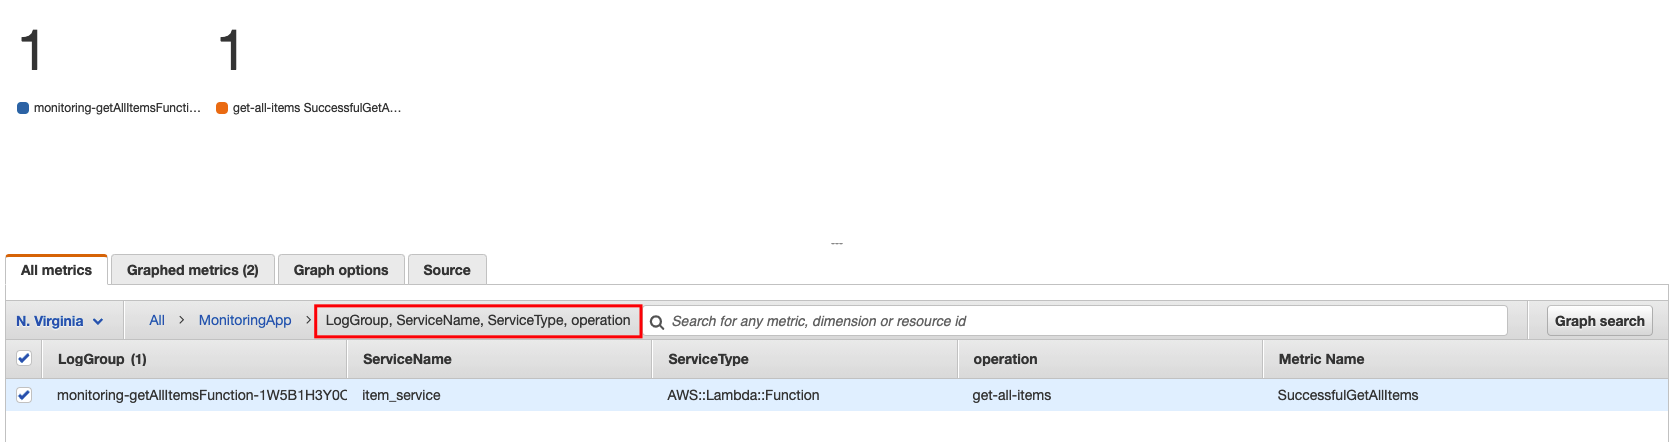 1 1
monitoring-getAllItemsFuncti... get-all-items SuccessfulGetA...
All metrics Graphed metrics (2) Graph options Source
N. Virginia All > MonitoringApp > LogGroup, ServiceName, ServiceType, operation Search for any metric, dimension or resource id Graph search
LogGroup (1) ServiceName ServiceType operation Metric Name
monitoring-getAllItemsFunction-1W5B1H3Y0C item_service AWS::Lambda::Function get-all-items SuccessfulGetAllItems